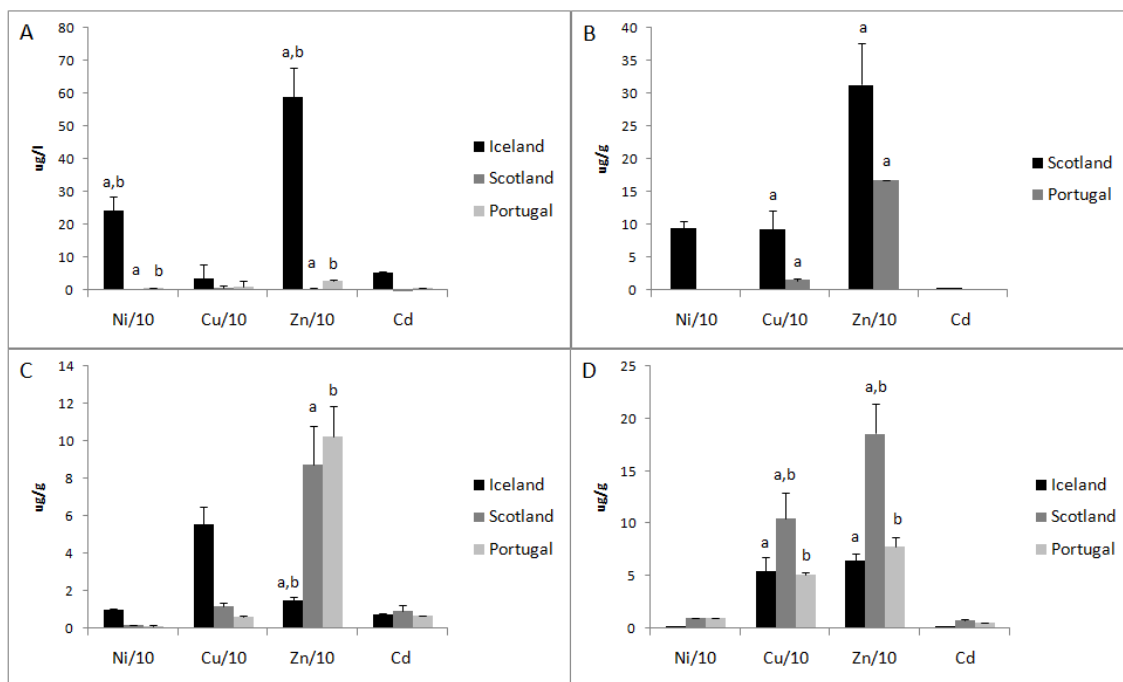 A
80
70
60
50
40
30
20
10
0
ug/l
a,b
a
b
a,b
a
b
Ni/10 Cu/10 Zn/10 Cd
Iceland
Scotland
Portugal
B
40
35
30
25
20
15
10
5
0
ug/g
a
a
a
a
Ni/10 Cu/10 Zn/10 Cd
Scotland
Portugal
C
14
12
10
8
6
4
2
0
ug/g
a,b
a
b
Ni/10 Cu/10 Zn/10 Cd
Iceland
Scotland
Portugal
D
25
20
15
10
5
0
ug/g
a
a,b
b
a
a,b
b
Ni/10 Cu/10 Zn/10 Cd
Iceland
Scotland
Portugal